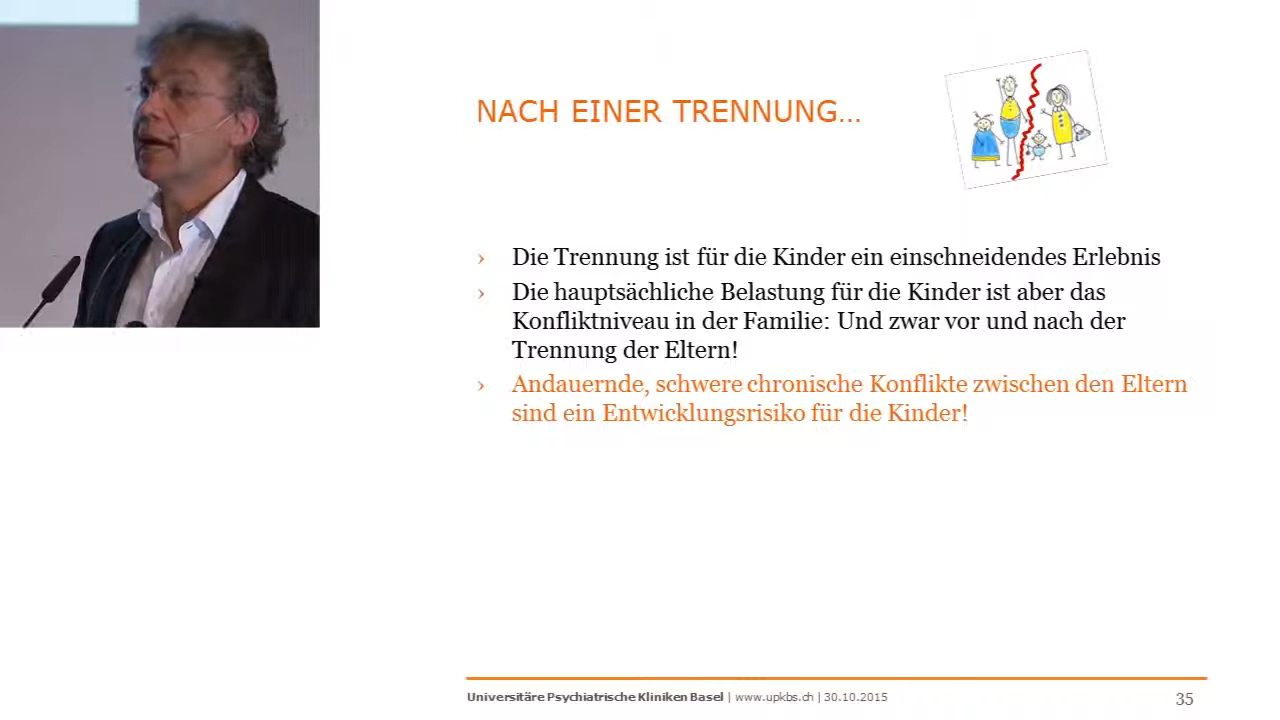 NACH EINER TRENNUNG...
› Die Trennung ist für die Kinder ein einschneidendes Erlebnis
› Die hauptsächliche Belastung für die Kinder ist aber das
Konfliktniveau in der Familie: Und zwar vor und nach der
Trennung der Eltern!
› Andauernde, schwere chronische Konflikte zwischen den Eltern
sind ein Entwicklungsrisiko für die Kinder!
Universitäre Psychiatrische Kliniken Basel | www.upkbs.ch | 30.10.2015
35